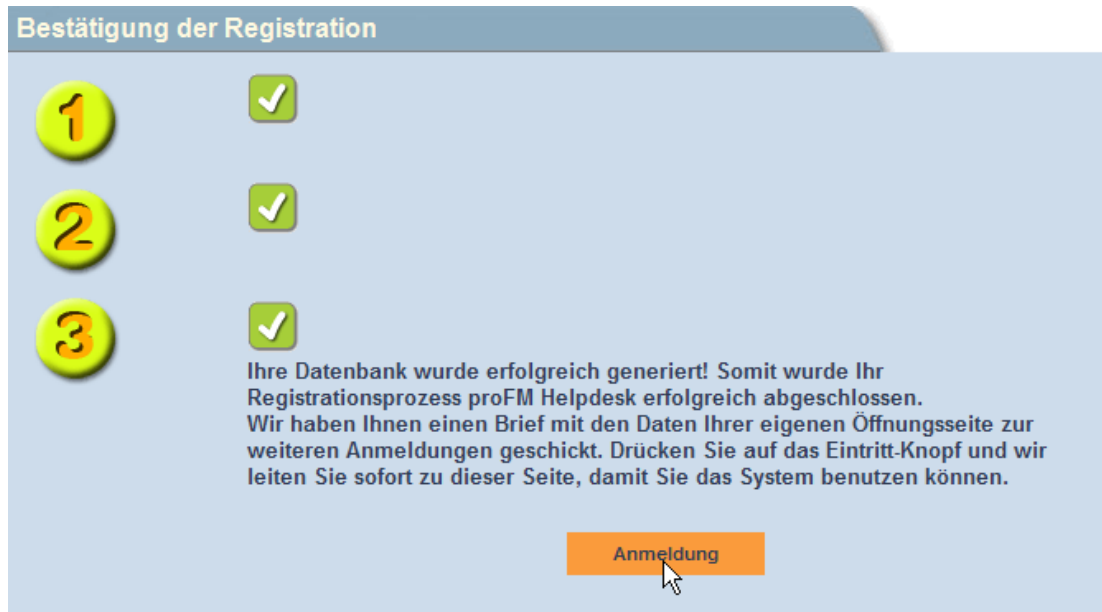 Bestätigung der Registration
1
2
3
Ihre Datenbank wurde erfolgreich generiert! Somit wurde Ihr
Registrationsprozess proFM Helpdesk erfolgreich abgeschlossen.
Wir haben Ihnen einen Brief mit den Daten Ihrer eigenen Öffnungsseite zur
weiteren Anmeldungen geschickt. Drücken Sie auf das Eintritt-Knopf und wir
leiten Sie sofort zu dieser Seite, damit Sie das System benutzen können.
Anmeldung